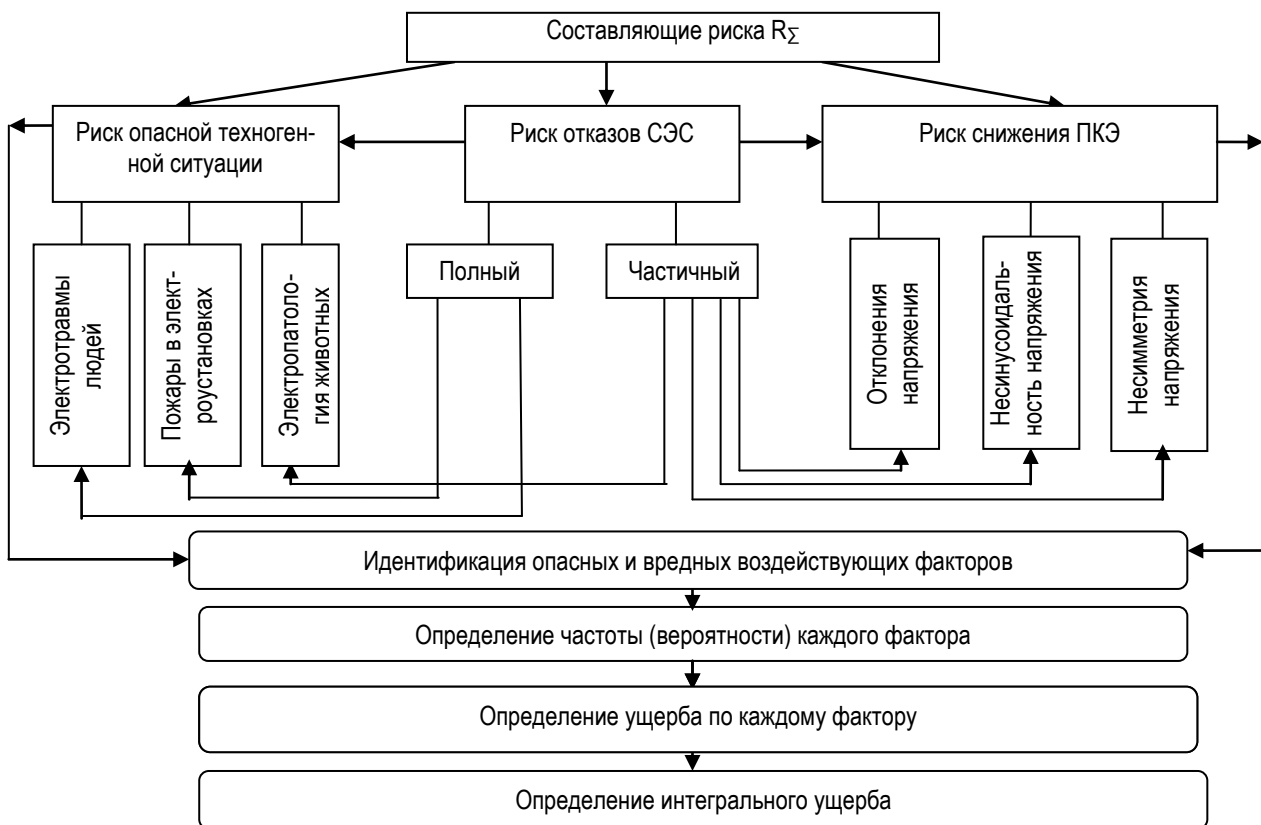 Составляющие риска R∑
Риск опасной техноген-
ной ситуации
Риск отказов СЭС
Риск снижения ПКЭ
Электротравмы
людей
Пожары в элект-
роустановках
Электропатоло-
гия животных
Полный
Частичный
Отклонения
напряжения
Несинусоидаль-
ность напряжения
Несимметрия
напряжения
Идентификация опасных и вредных воздействующих факторов
Определение частоты (вероятности) каждого фактора
Определение ущерба по каждому фактору
Определение интегрального ущерба